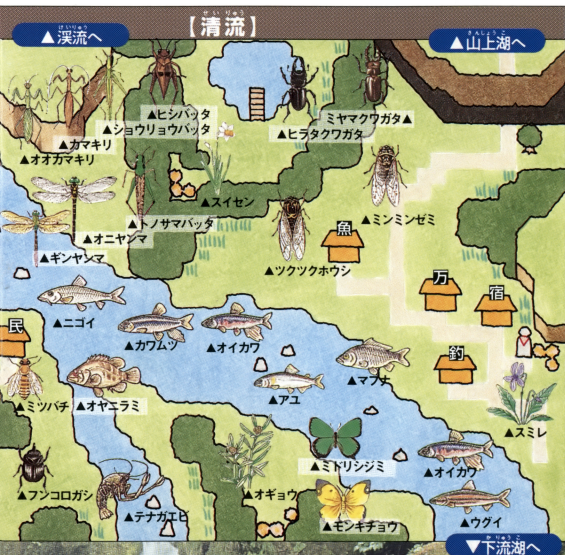 【清流】
せいりゅう
けいりゅう
▲渓流へ
さんじょうこ
▲山上湖へ
▲ヒシバッタ
▲ショウリョウバッタ
▲カマキリ
▲オオカマキリ
ミヤマクワガタ▲
▲ヒラタクワガタ
▲スイセン
▲トノサマバッタ
▲オニヤンマ
▲ギンヤンマ
▲ミンミンゼミ
▲ツクツクホウシ
魚
万
宿
釣
民
▲ニゴイ
▲カワムツ
▲オイカワ
▲マフナ
▲アユ
▲ミツバチ
▲オヤニラミ
▲スミレ
▲ミドリシジミ
▲オイカワ
▲フンコロガシ
▲テナガエビ
▲オギョウ
▲モンキチョウ
▲ウグイ
かりゅうこ
▼下流湖へ